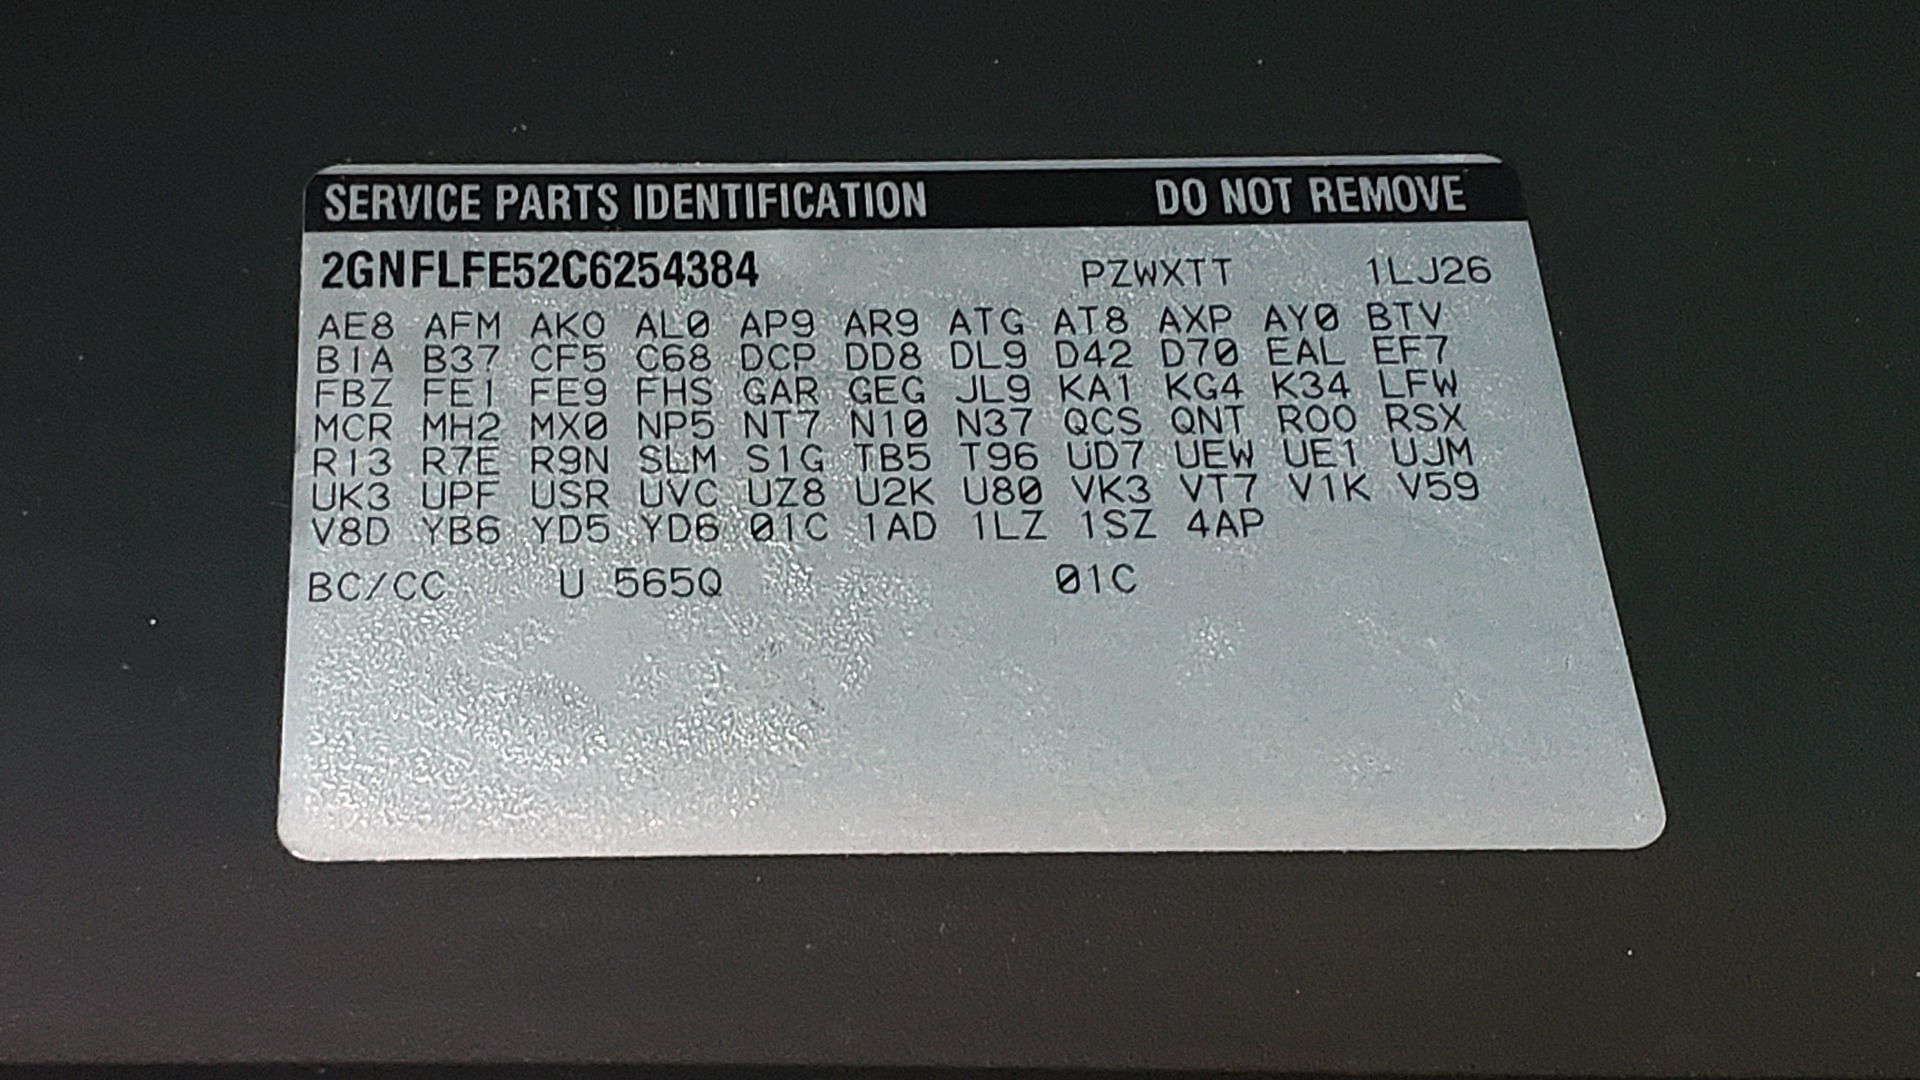 SERVICE PARTS IDENTIFICATION DO NOT REMOVE
2GNFLFE52C6254384 PZWXTT 1LJ26
AE8 AFM AKO AL0 AP9 AR9 ATG AT8 AXP AY0 BTV
B1A B37 CF5 C68 DCP DD8 DL9 D42 D70 EAL EF7
FBZ FE1 FE9 FHS GAR GEG JL9 KA1 KG4 K34 LFW
MCR MH2 MX0 NP5 NT7 N10 N37 QCS QNT ROO RSX
R13 R7E R9N SLM S1G TB5 T96 UD7 UEW UE1 UJM
UK3 UPF USR UVC UZ8 U2K U80 VK3 VT7 V1K V59
V8D YB6 YD5 YD6 01C 1AD 1LZ 1SZ 4AP
BC/CC U 565Q 01C